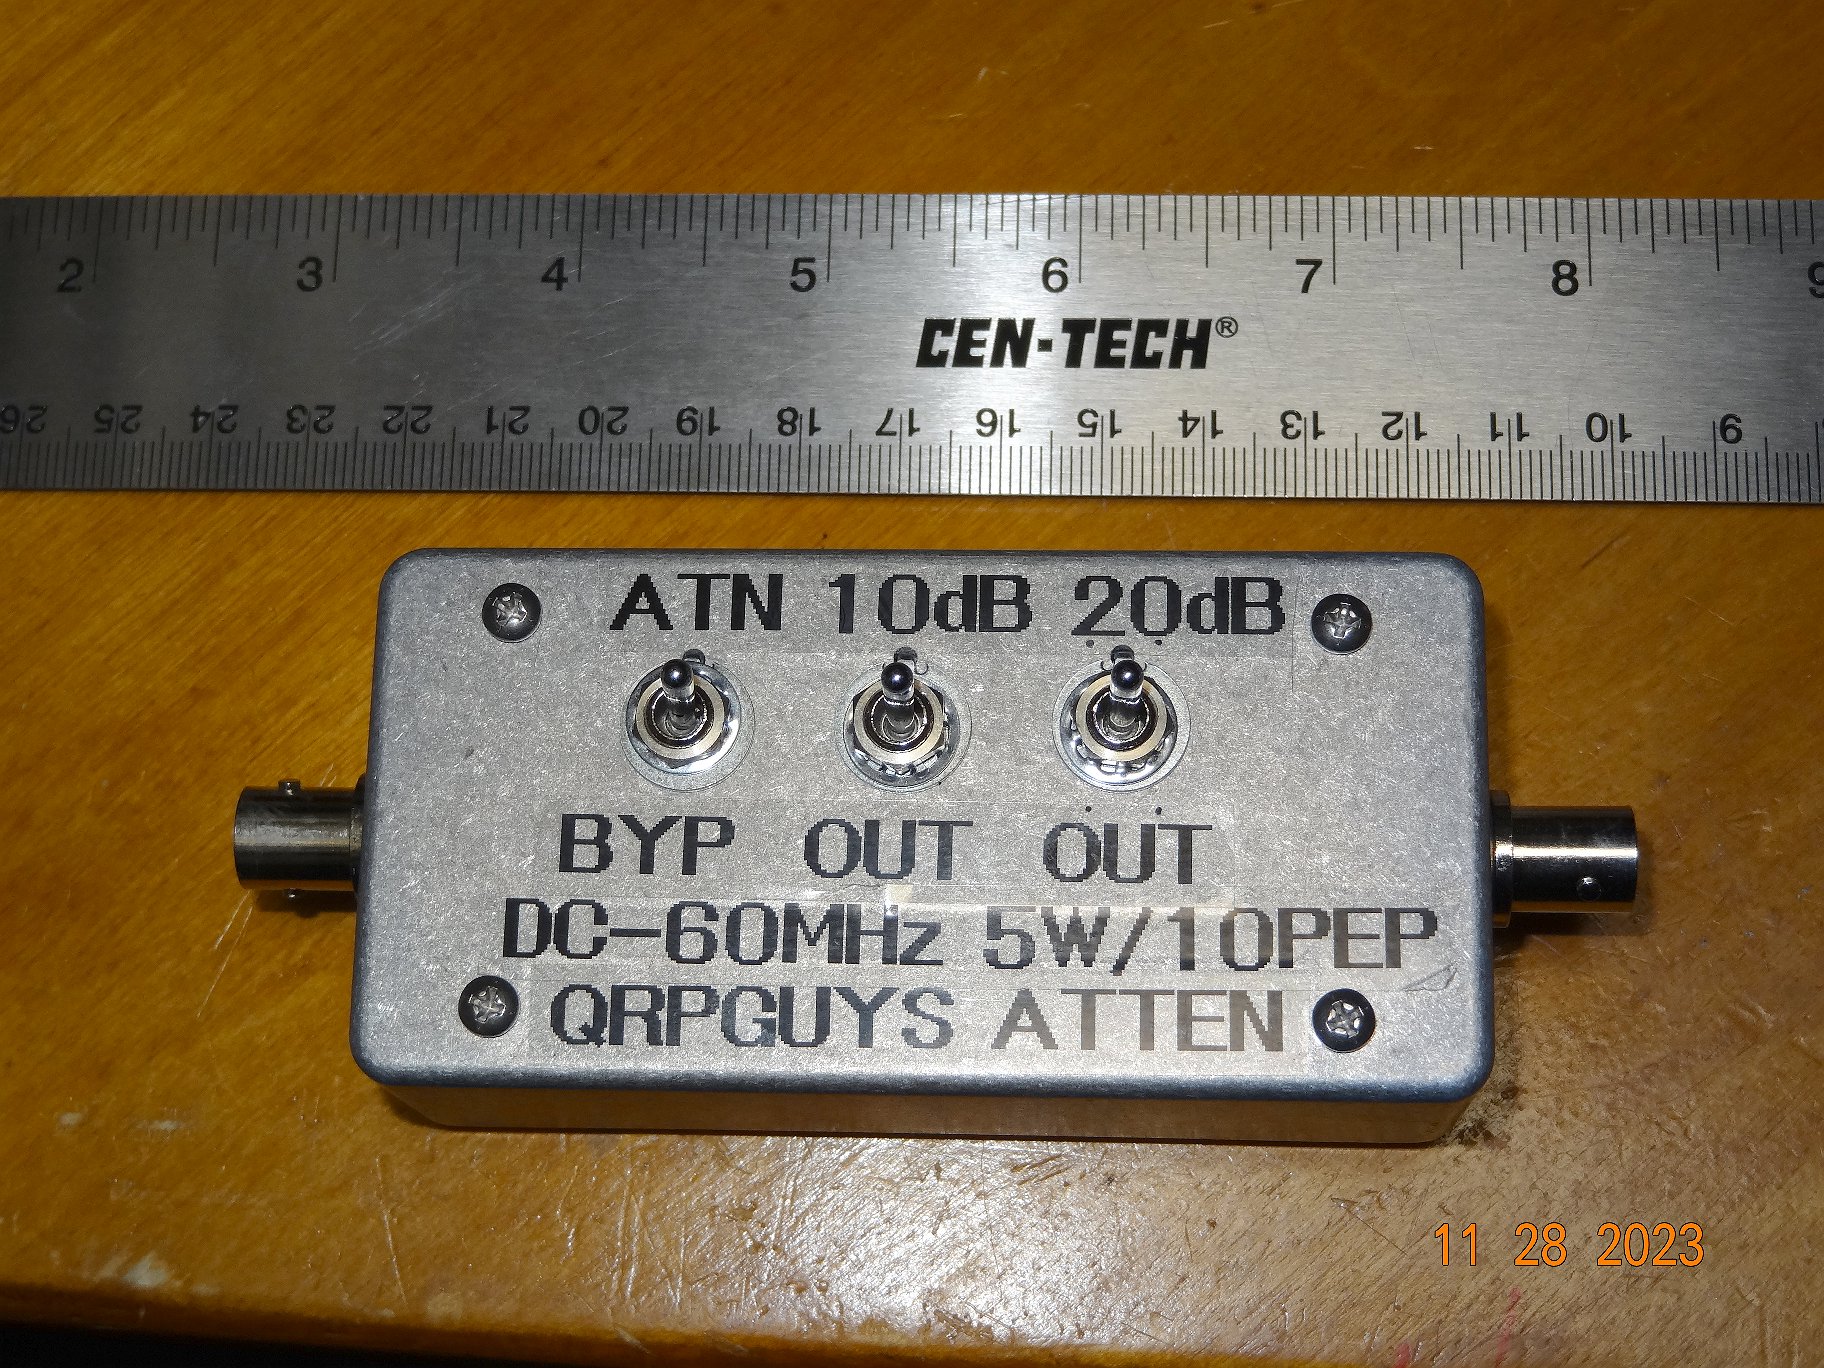 2 3 4 5 6 7 8 9
CEN-TECH®
26 25 24 23 22 21 20 19 18 17 16 15 14 13 12 11 10 9
ATN 10dB 20dB
BYP OUT OUT
DC-60MHz 5W/10PEP
QRPGUYS ATTEN
11 28 2023